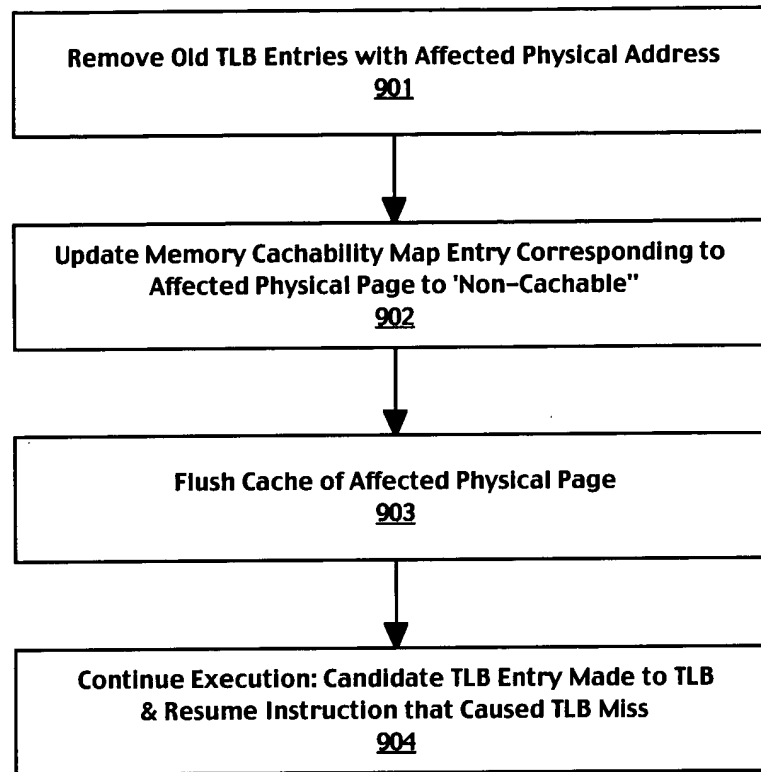 Remove Old TLB Entries with Affected Physical Address
901
Update Memory Cachability Map Entry Corresponding to
Affected Physical Page to 'Non-Cachable"
902
Flush Cache of Affected Physical Page
903
Continue Execution: Candidate TLB Entry Made to TLB
& Resume Instruction that Caused TLB Miss
904